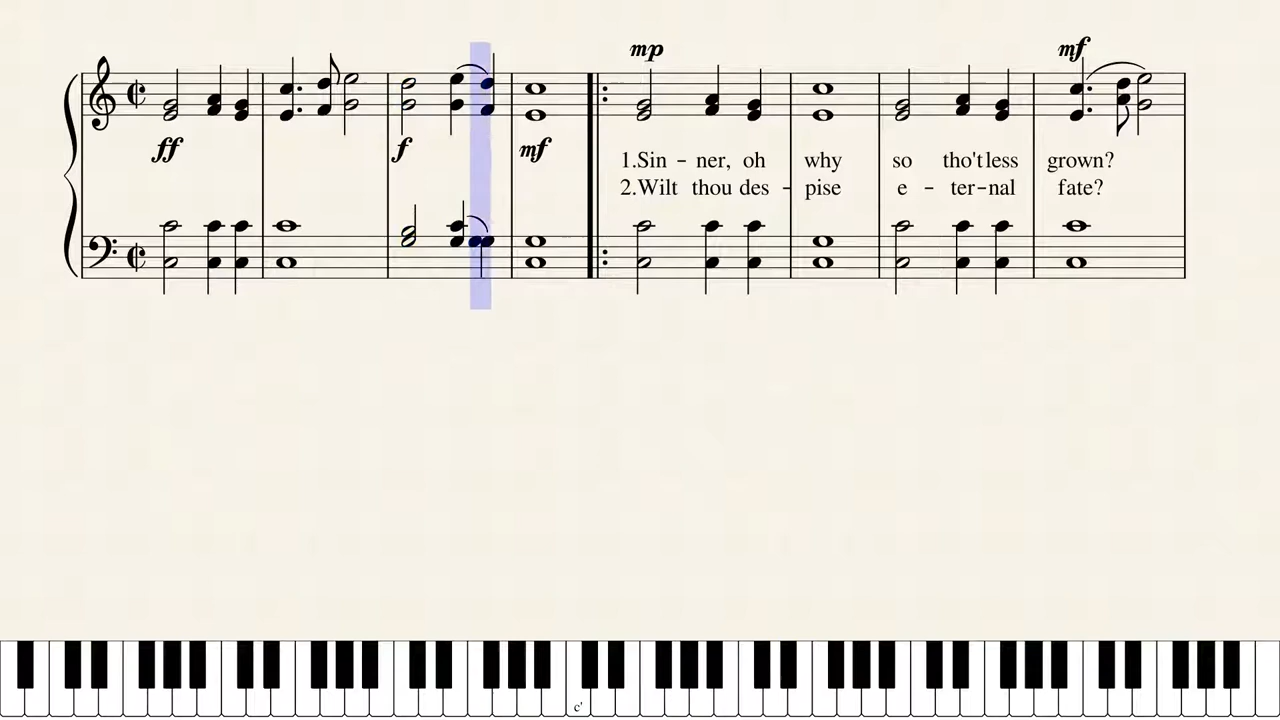 mp mf
ff f mf
1.Sin - ner, oh why so tho'tless grown?
2.Wilt thou des - pise e - ter-nal fate?
c'